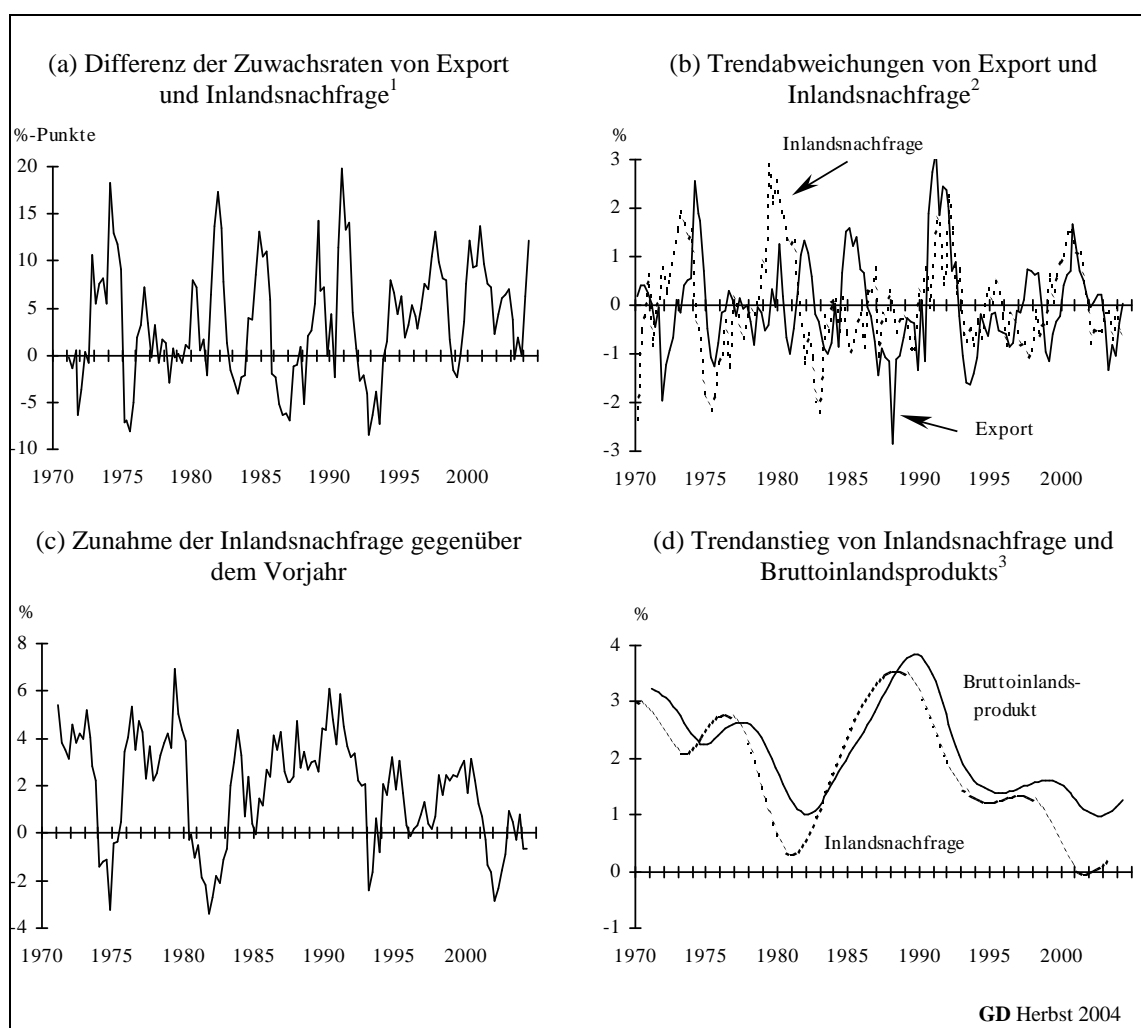 (a) Differenz der Zuwachsraten von Export
und Inlandsnachfrage¹
%-Punkte
20
15
10
5
0
-5
-10
1970 1975 1980 1985 1990 1995 2000
(b) Trendabweichungen von Export und
Inlandsnachfrage²
%
Inlandsnachfrage
3
2
1
0
-1
-2
-3
Export
1970 1975 1980 1985 1990 1995 2000
(c) Zunahme der Inlandsnachfrage gegenüber
dem Vorjahr
%
8
6
4
2
0
-2
-4
1970 1975 1980 1985 1990 1995 2000
(d) Trendanstieg von Inlandsnachfrage und
Bruttoinlandsprodukts³
%
4
3
2
1
0
-1
Bruttoinlands-
produkt
Inlandsnachfrage
1970 1975 1980 1985 1990 1995 2000
GD Herbst 2004